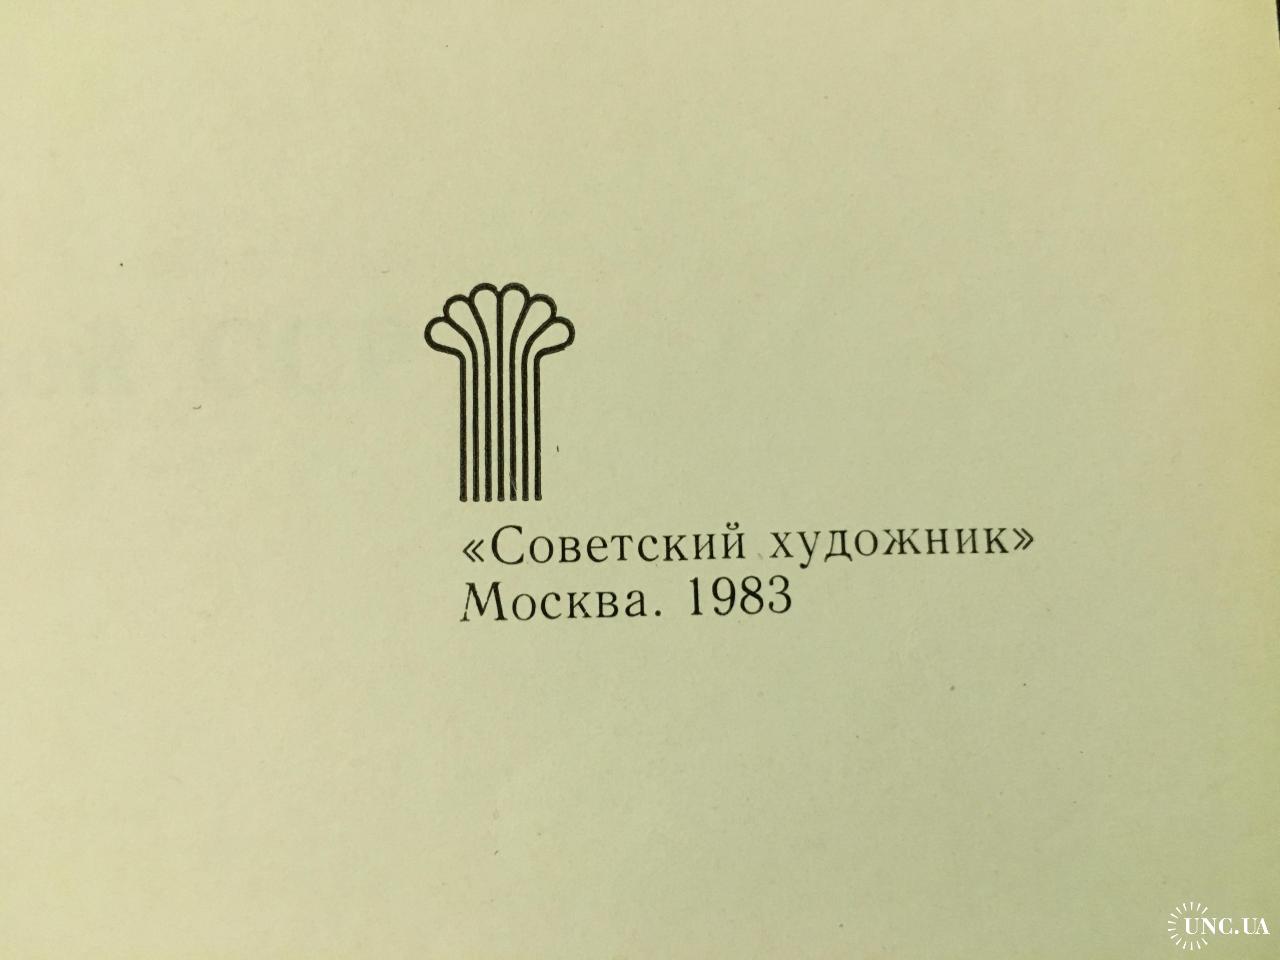 «Советский художник»
Москва. 1983
UNC.UA